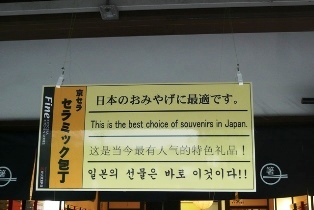 Fine
京セラ
セラミック包丁
日本のおみやげに最適です。
This is the best choice of souvenirs in Japan.
这是当今最有人气的特色礼品！
일본의 선물은 바로 이것이다!!